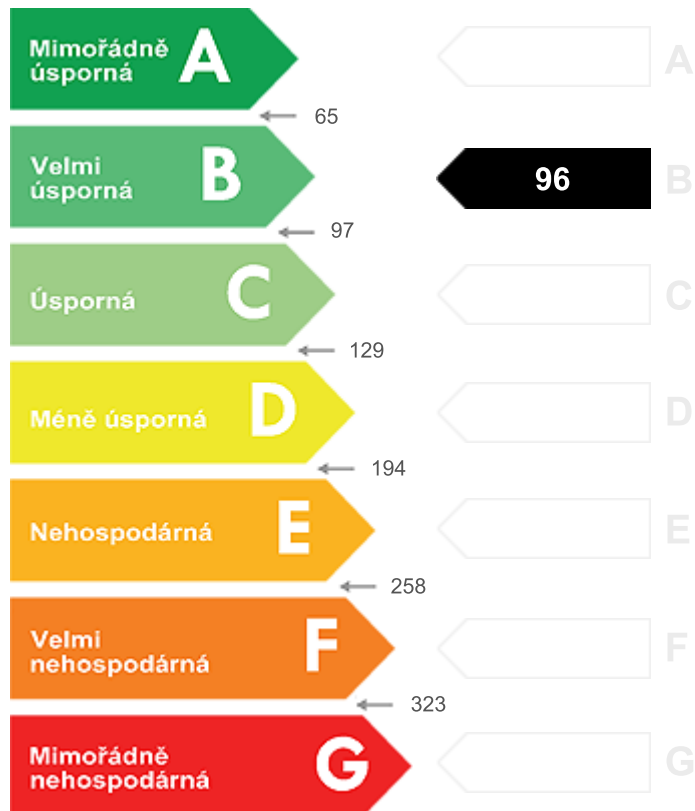 Mimořádně
úsporná
A
A
65
Velmi
úsporná
B
96
B
97
Úsporná
C
C
129
Méně úsporná
D
D
194
Nehospodárná
E
E
258
Velmi
nehospodárná
F
F
323
Mimořádně
nehospodárná
G
G